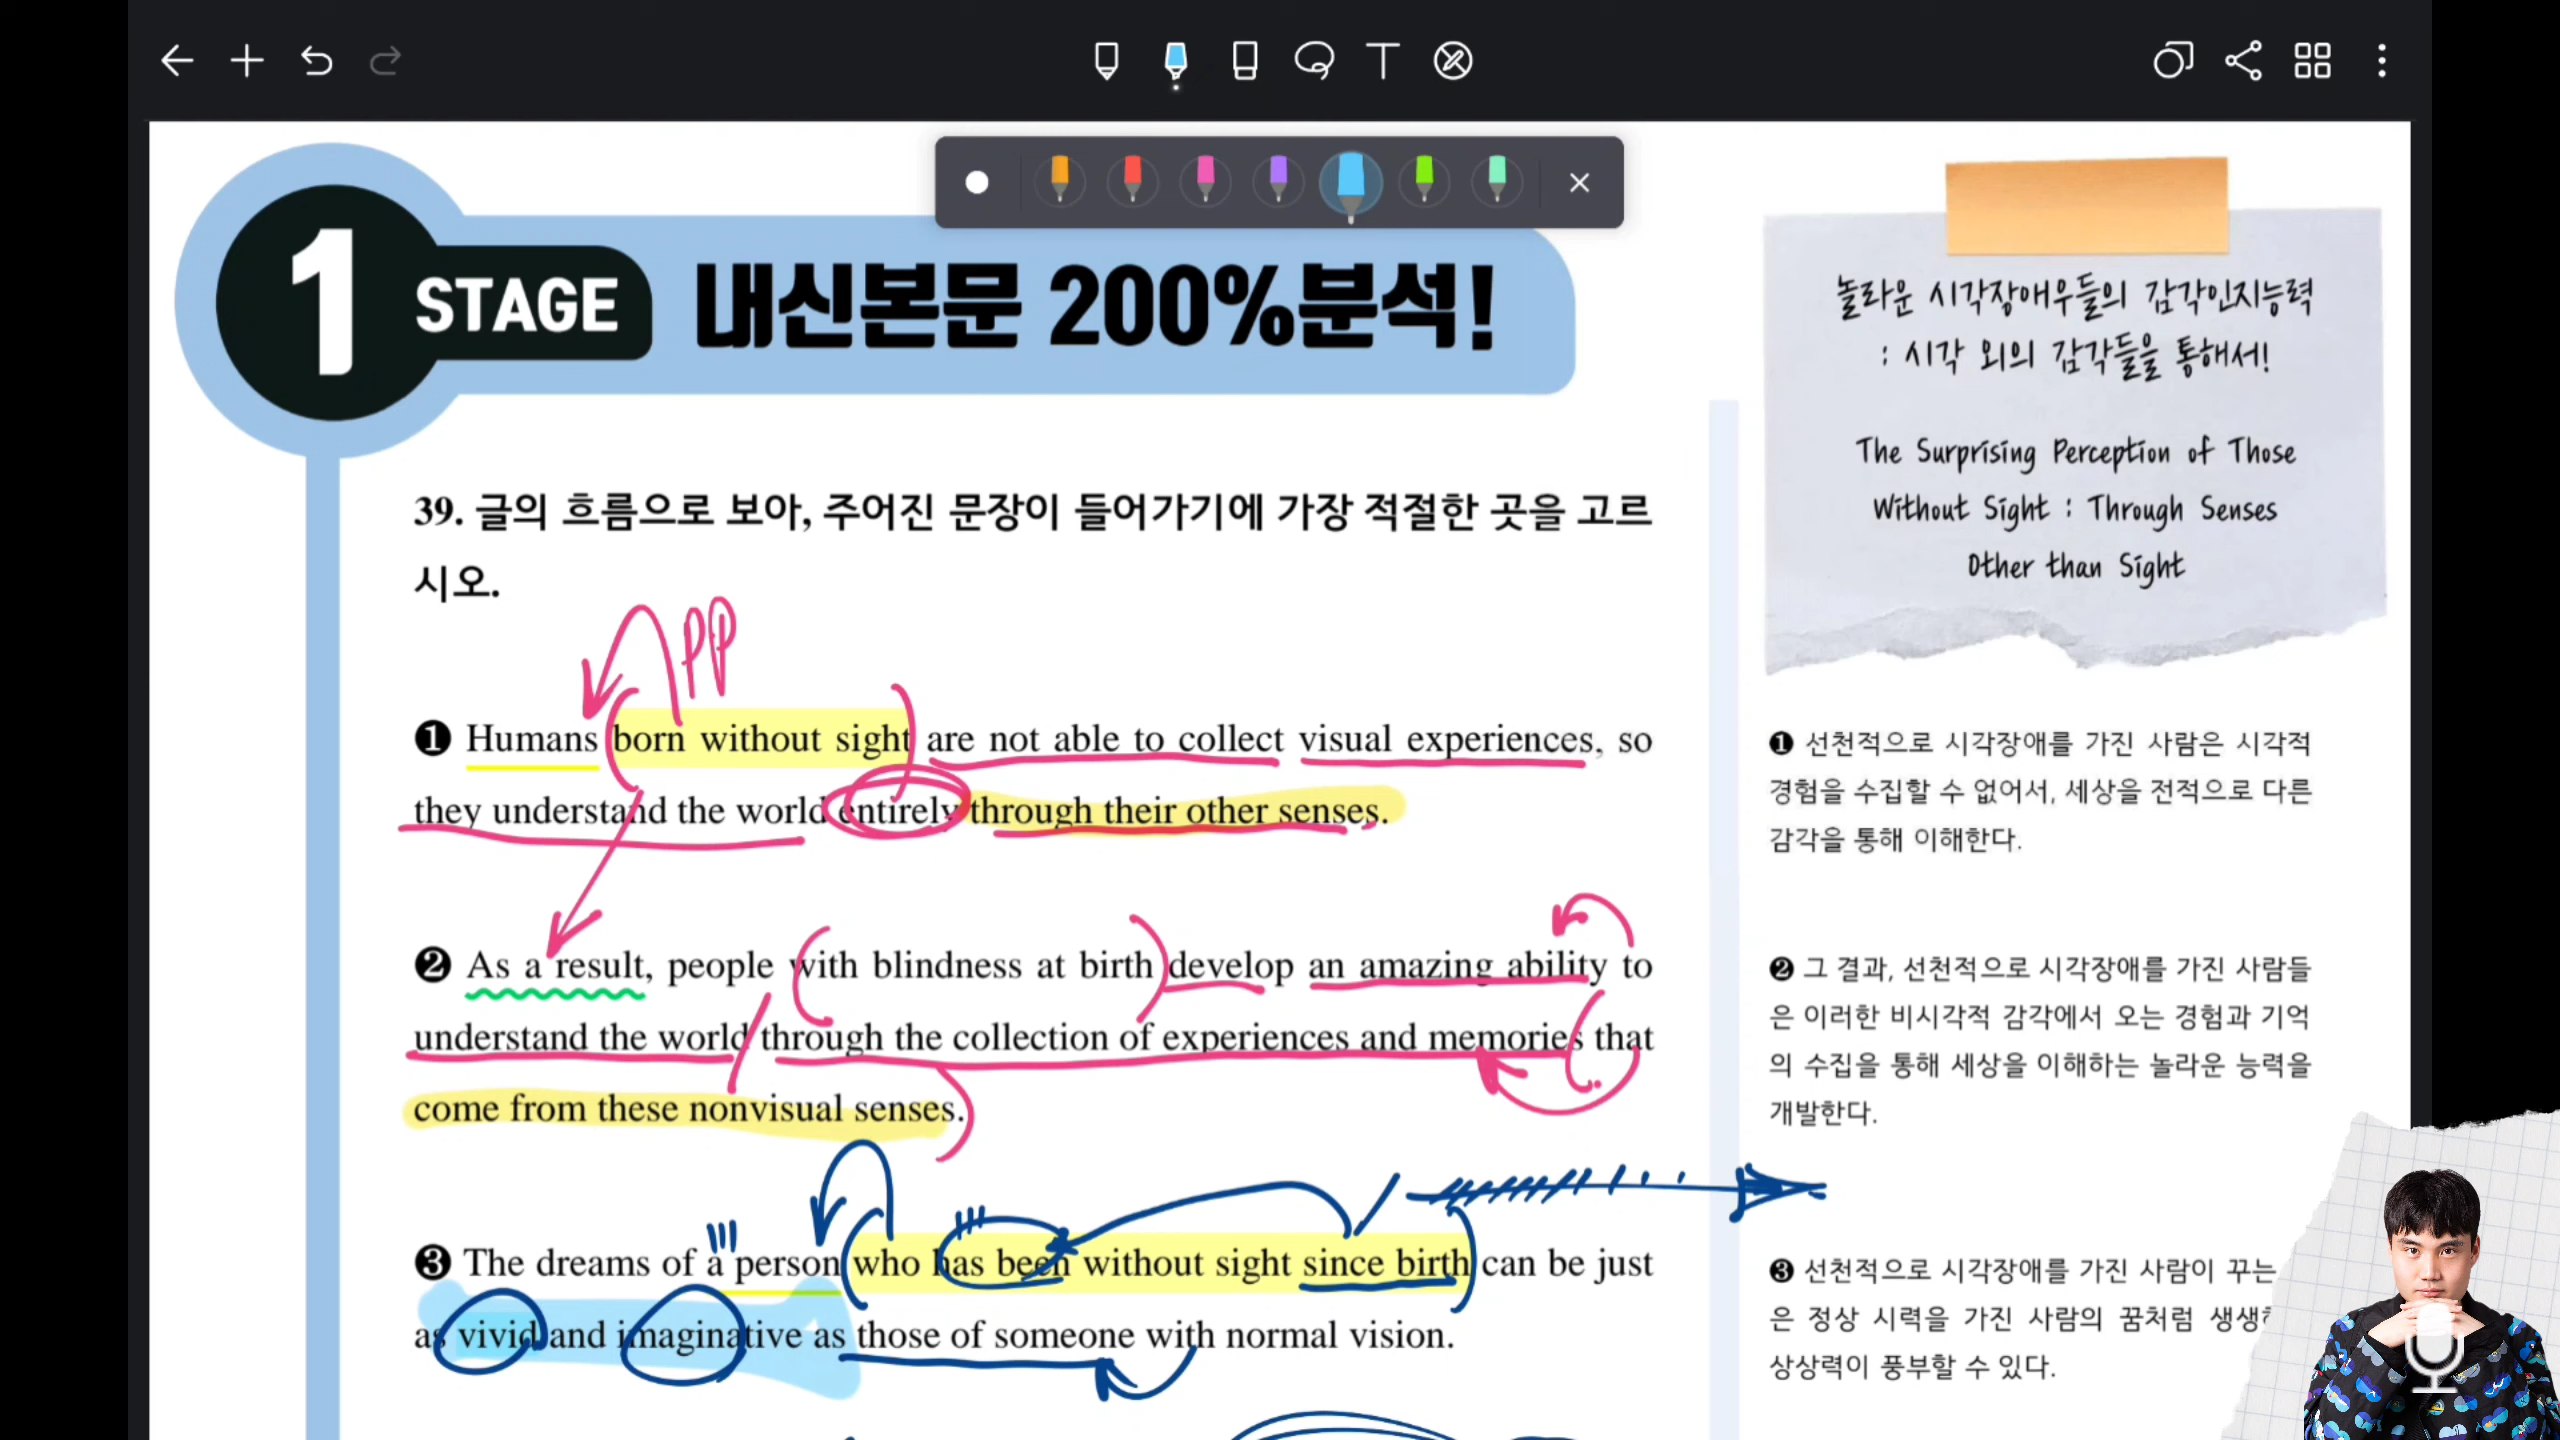 1
STAGE
내신본문 200%분석!
놀라운 시각장애우들의 감각인지능력
: 시각 외의 감각들을 통해서!
The Surprising Perception of Those
Without Sight : Through Senses
Other than Sight
39. 글의 흐름으로 보아, 주어진 문장이 들어가기에 가장 적절한 곳을 고르
시오.
PP
❶ Humans born without sight are not able to collect visual experiences, so
they understand the world entirely through their other senses.
❷ As a result, people with blindness at birth develop an amazing ability to
understand the world through the collection of experiences and memories that
come from these nonvisual senses.
❸ The dreams of a person who has been without sight since birth can be just
as vivid and imaginative as those of someone with normal vision.
❶ 선천적으로 시각장애를 가진 사람은 시각적
경험을 수집할 수 없어서, 세상을 전적으로 다른
감각을 통해 이해한다.
❷ 그 결과, 선천적으로 시각장애를 가진 사람들
은 이러한 비시각적 감각에서 오는 경험과 기억
의 수집을 통해 세상을 이해하는 놀라운 능력을
개발한다.
❸ 선천적으로 시각장애를 가진 사람이 꾸는
은 정상 시력을 가진 사람의 꿈처럼
상상력이 풍부할 수 있다.